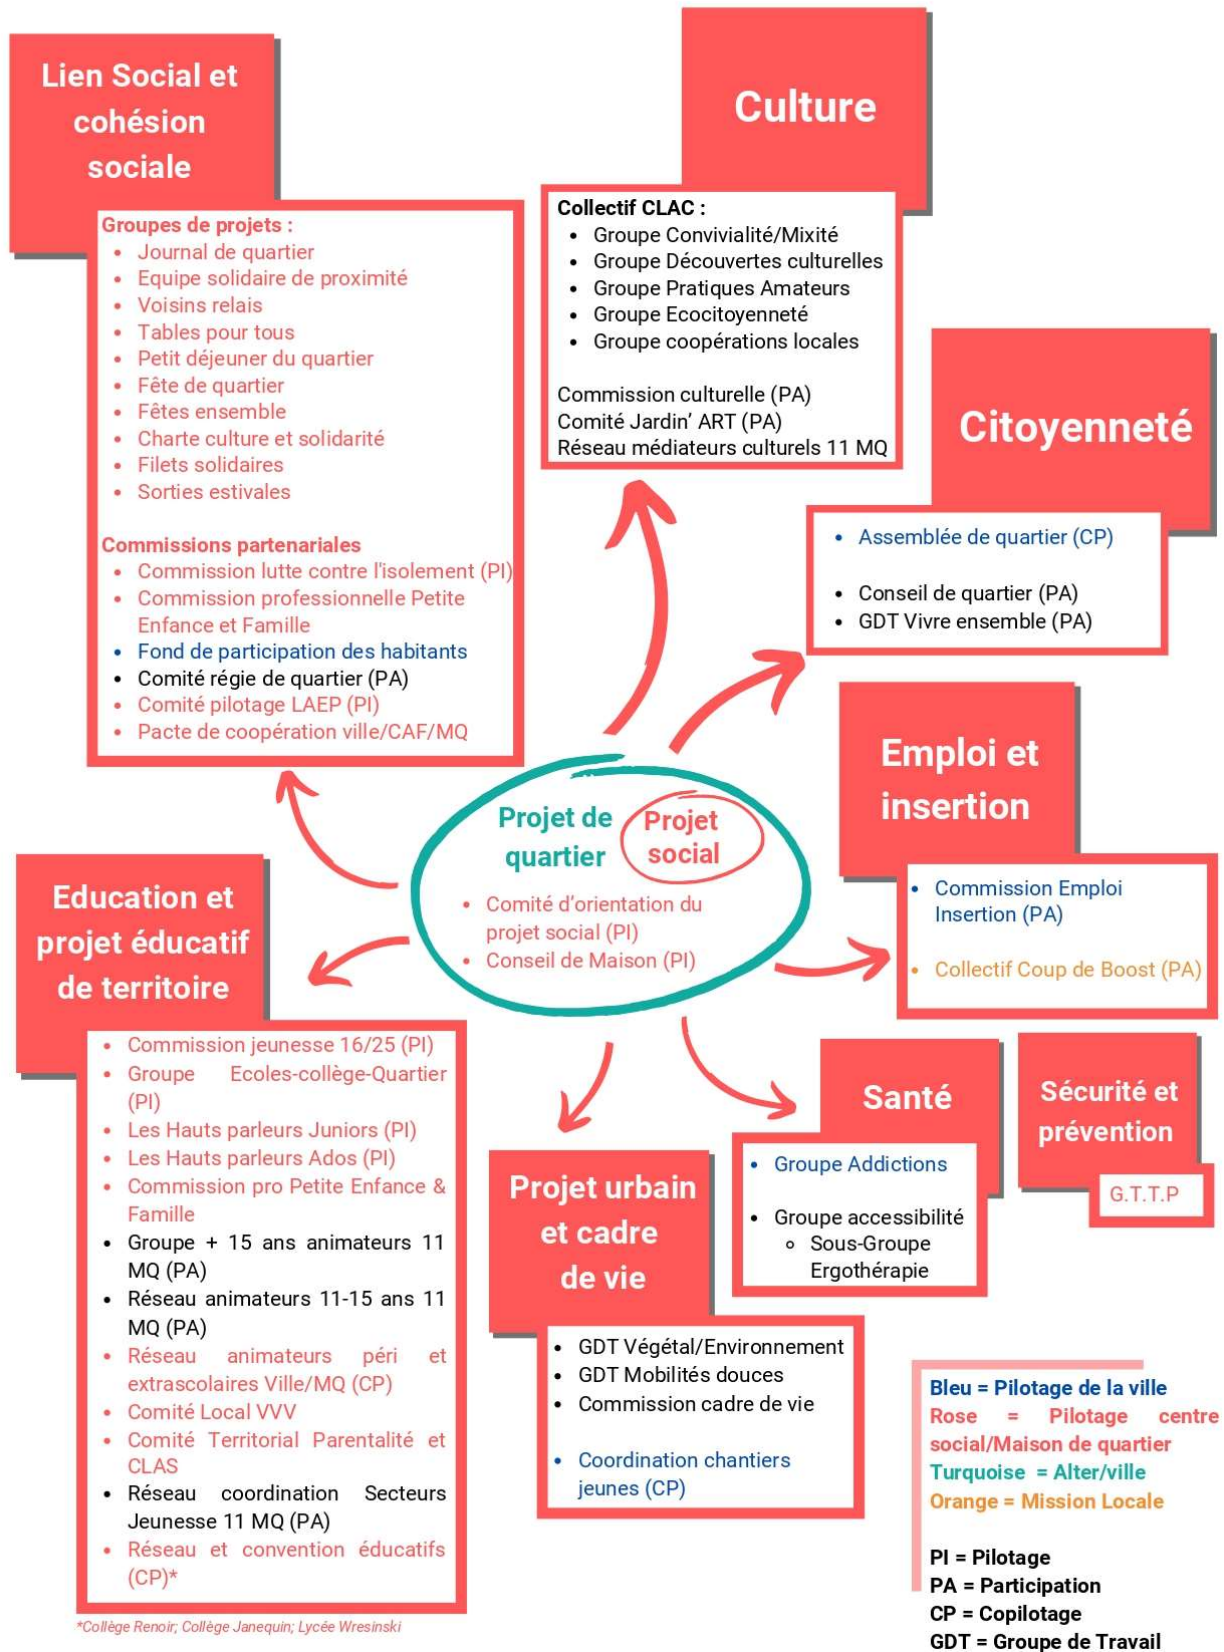 Lien Social et
cohésion
sociale
Groupes de projets :
• Journal de quartier
• Equipe solidaire de proximité
• Voisins relais
• Tables pour tous
• Petit déjeuner du quartier
• Fête de quartier
• Fêtes ensemble
• Charte culture et solidarité
• Filets solidaires
• Sorties estivales
Commissions partenariales
• Commission lutte contre l'isolement (PI)
• Commission professionnelle Petite
Enfance et Famille
• Fond de participation des habitants
• Comité régie de quartier (PA)
• Comité pilotage LAEP (PI)
• Pacte de coopération ville/CAF/MQ
Culture
Collectif CLAC :
• Groupe Convivialité/Mixité
• Groupe Découvertes culturelles
• Groupe Pratiques Amateurs
• Groupe Ecocitoyenneté
• Groupe coopérations locales
Commission culturelle (PA)
Comité Jardin’ ART (PA)
Réseau médiateurs culturels 11 MQ
Citoyenneté
• Assemblée de quartier (CP)
• Conseil de quartier (PA)
• GDT Vivre ensemble (PA)
Emploi et
insertion
• Commission Emploi
Insertion (PA)
• Collectif Coup de Boost (PA)
Projet de
quartier
Projet
social
• Comité d’orientation du
projet social (PI)
• Conseil de Maison (PI)
Education et
projet éducatif
de territoire
• Commission jeunesse 16/25 (PI)
• Groupe Ecoles-collège-Quartier
(PI)
• Les Hauts parleurs Juniors (PI)
• Les Hauts parleurs Ados (PI)
• Commission pro Petite Enfance &
Famille
• Groupe + 15 ans animateurs 11
MQ (PA)
• Réseau animateurs 11-15 ans 11
MQ (PA)
• Réseau animateurs péri et
extrascolaires Ville/MQ (CP)
• Comité Local VVV
• Comité Territorial Parentalité et
CLAS
• Réseau coordination Secteurs
Jeunesse 11 MQ (PA)
• Réseau et convention éducatifs
(CP)*
*Collège Renoir; Collège Janequin; Lycée Wresinski
Projet urbain
et cadre
de vie
• GDT Végétal/Environnement
• GDT Mobilités douces
• Commission cadre de vie
• Coordination chantiers
jeunes (CP)
Santé
• Groupe Addictions
• Groupe accessibilité
◦ Sous-Groupe
Ergothérapie
Sécurité et
prévention
G.T.T.P
Bleu = Pilotage de la ville
Rose = Pilotage centre
social/Maison de quartier
Turquoise = Alter/ville
Orange = Mission Locale
PI = Pilotage
PA = Participation
CP = Copilotage
GDT = Groupe de Travail